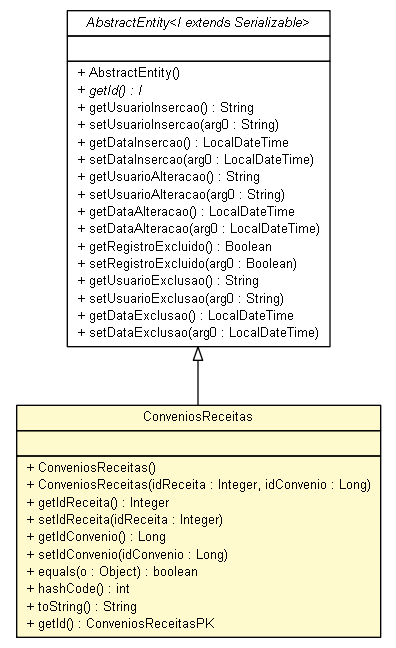 AbstractEntity<I extends Serializable>
+ AbstractEntity()
+ getId() : I
+ getUsuarioInsercao() : String
+ setUsuarioInsercao(arg0 : String)
+ getDataInsercao() : LocalDateTime
+ setDataInsercao(arg0 : LocalDateTime)
+ getUsuarioAlteracao() : String
+ setUsuarioAlteracao(arg0 : String)
+ getDataAlteracao() : LocalDateTime
+ setDataAlteracao(arg0 : LocalDateTime)
+ getRegistroExcluido() : Boolean
+ setRegistroExcluido(arg0 : Boolean)
+ getUsuarioExclusao() : String
+ setUsuarioExclusao(arg0 : String)
+ getDataExclusao() : LocalDateTime
+ setDataExclusao(arg0 : LocalDateTime)
ConveniosReceitas
+ ConveniosReceitas()
+ ConveniosReceitas(idReceita : Integer, idConvenio : Long)
+ getIdReceita() : Integer
+ setIdReceita(idReceita : Integer)
+ getIdConvenio() : Long
+ setIdConvenio(idConvenio : Long)
+ equals(o : Object) : boolean
+ hashCode() : int
+ toString() : String
+ getId() : ConveniosReceitasPK